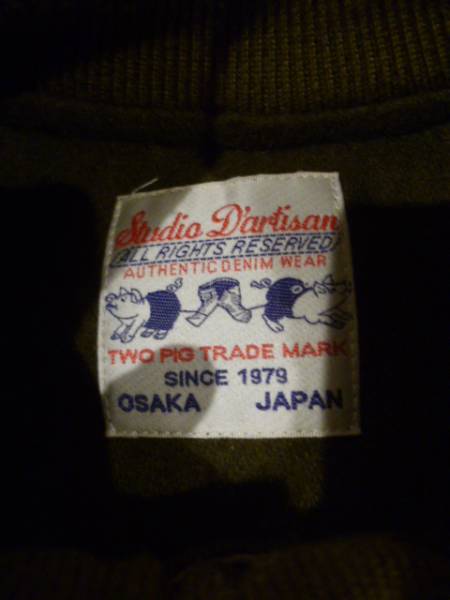 Studio D'artisan
ALL RIGHTS RESERVED
AUTHENTIC DENIM WEAR
TWO PIG TRADE MARK
SINCE 1979
OSAKA JAPAN